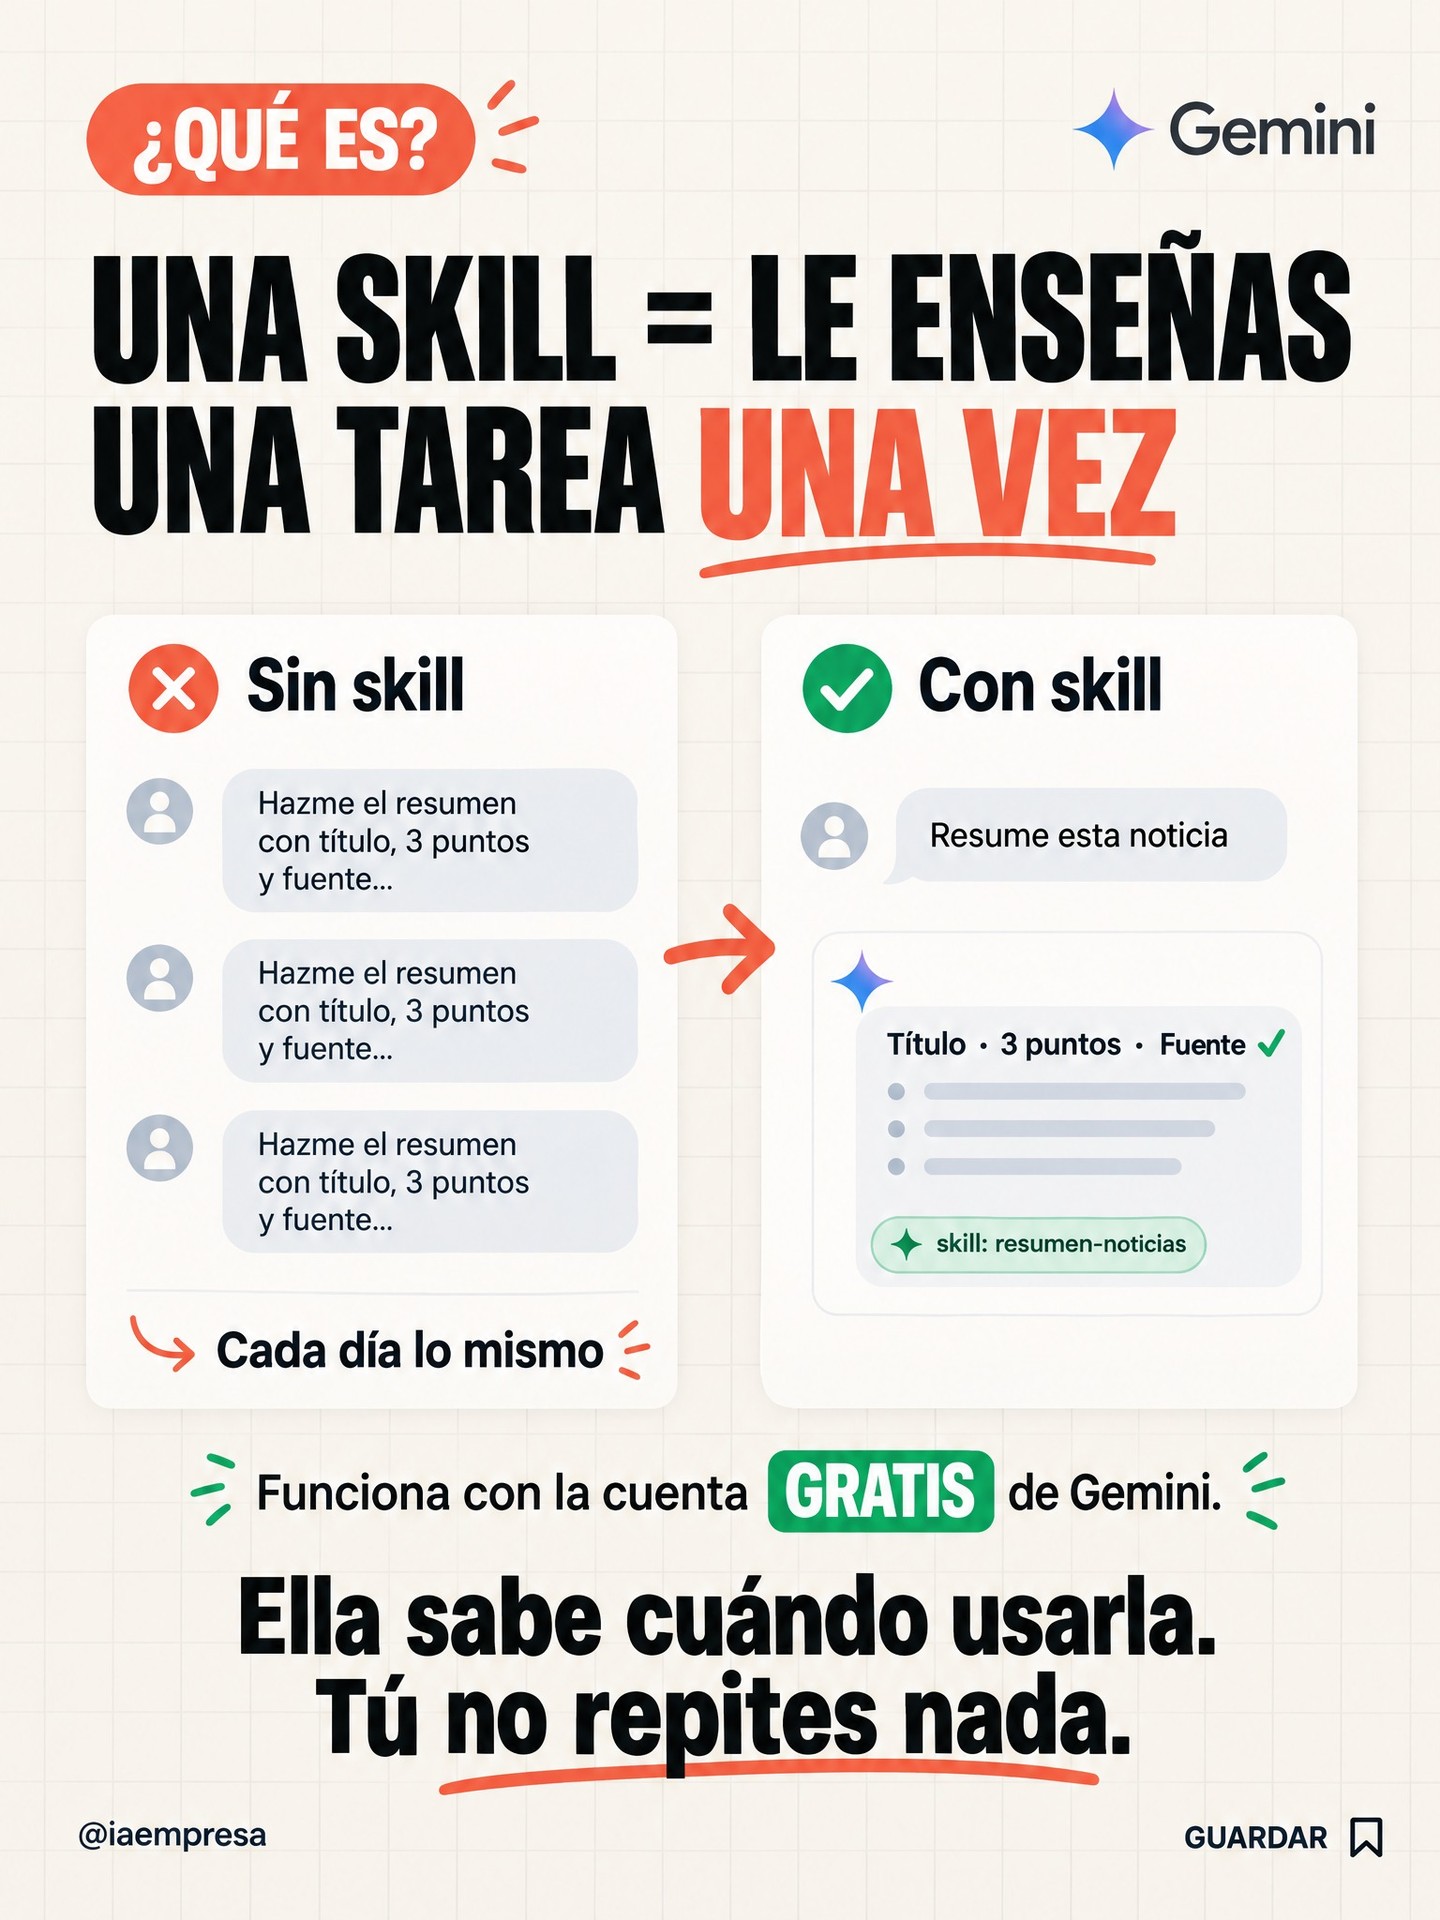 ¿QUÉ ES?
Gemini
UNA SKILL = LE ENSEÑAS
UNA TAREA UNA VEZ
Sin skill
Hazme el resumen
con título, 3 puntos
y fuente...
Hazme el resumen
con título, 3 puntos
y fuente...
Hazme el resumen
con título, 3 puntos
y fuente...
Cada día lo mismo
Con skill
Resume esta noticia
Título · 3 puntos · Fuente
skill: resumen-noticias
Funciona con la cuenta GRATIS de Gemini.
Ella sabe cuándo usarla.
Tú no repites nada.
@iaempresa
GUARDAR